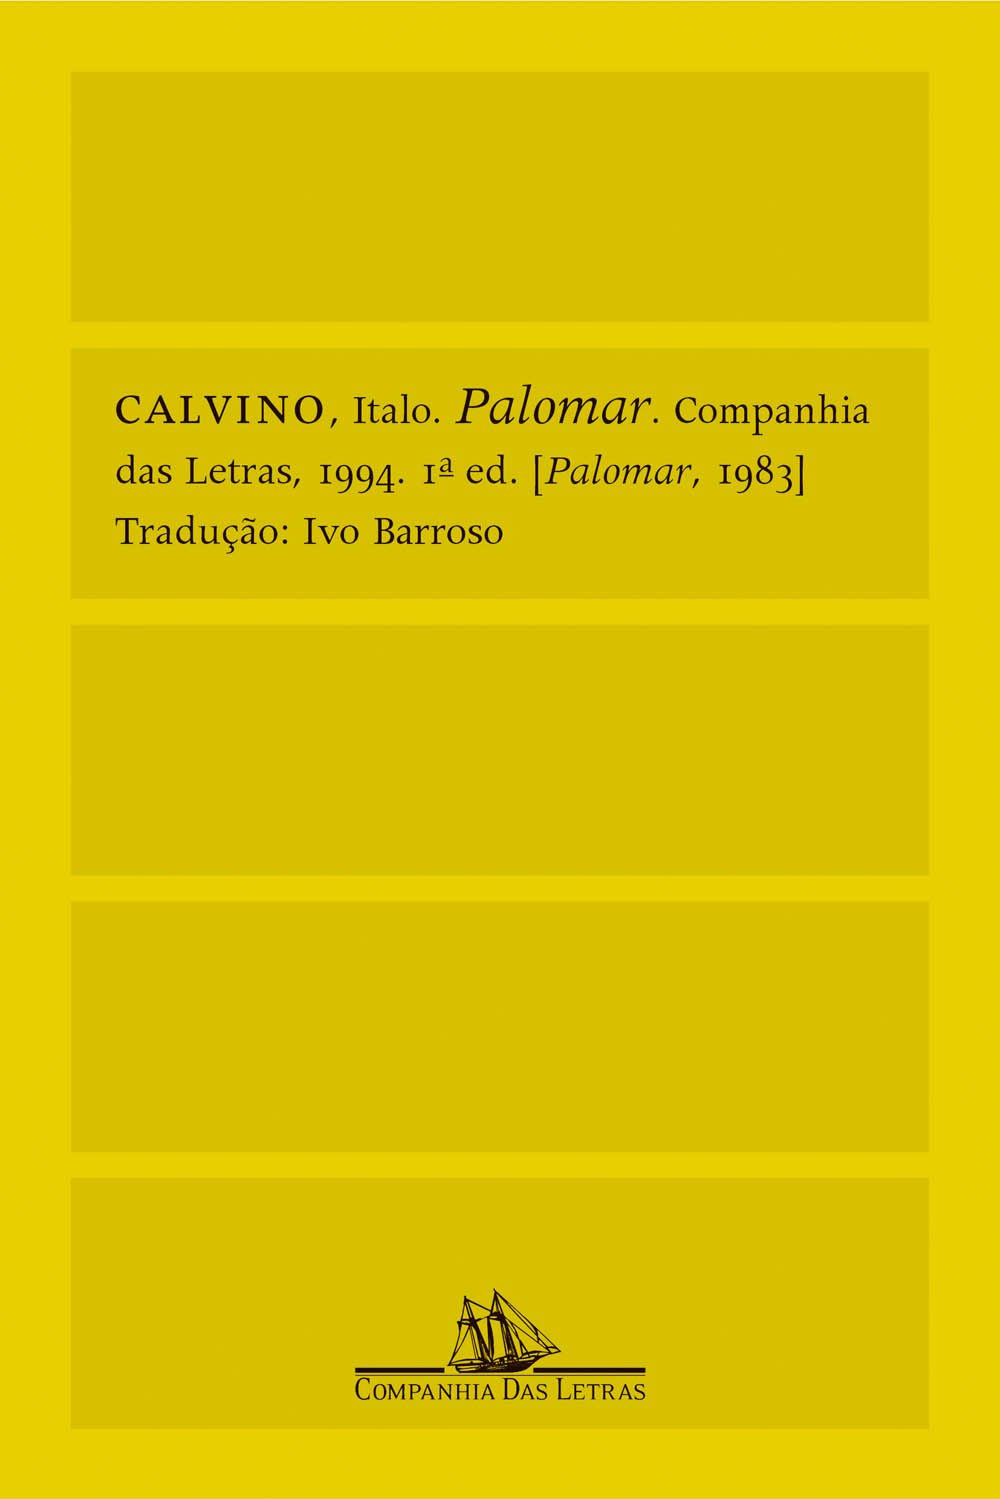 CALVINO, Italo. Palomar. Companhia
das Letras, 1994. 1ª ed. [Palomar, 1983]
Tradução: Ivo Barroso
COMPANHIA DAS LETRAS